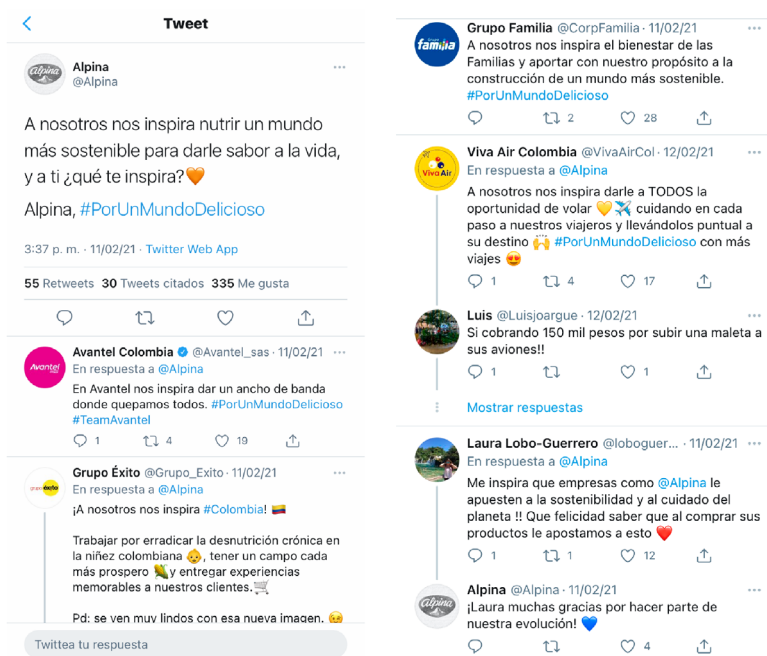 Tweet
Alpina
@Alpina
A nosotros nos inspira nutrir un mundo
más sostenible para darle sabor a la vida,
y a ti ¿qué te inspira?🧡
Alpina, #PorUnMundoDelicioso
3:37 p. m. · 11/02/21 · Twitter Web App
55 Retweets 30 Tweets citados 335 Me gusta
Avantel Colombia @Avantel_sas · 11/02/21
Avantel
En respuesta a @Alpina
En Avantel nos inspira dar un ancho de banda
donde quepamos todos. #PorUnMundoDelicioso
#TeamAvantel
1 4 19
Grupo Éxito @Grupo_Exito · 11/02/21
grupo éxito
En respuesta a @Alpina
¡A nosotros nos inspira #Colombia! 🇨🇴
Trabajar por erradicar la desnutrición crónica en
la niñez colombiana 👶, tener un campo cada
más prospero 🌽y entregar experiencias
memorables a nuestros clientes.🛒
Pd: se ven muy lindos con esa nueva imagen. 😉
Twittea tu respuesta
Grupo Familia @CorpFamilia · 11/02/21
Grupo
familia
A nosotros nos inspira el bienestar de las
Familias y aportar con nuestro propósito a la
construcción de un mundo más sostenible.
#PorUnMundoDelicioso
2 28
Viva Air Colombia @VivaAirCol · 12/02/21
Viva Air
En respuesta a @Alpina
A nosotros nos inspira darle a TODOS la
oportunidad de volar 💛✈️ cuidando en cada
paso a nuestros viajeros y llevándolos puntual a
su destino 🙌 #PorUnMundoDelicioso con más
viajes 😍
1 4 17
Luis @Luisjoargue · 12/02/21
Si cobrando 150 mil pesos por subir una maleta a
sus aviones!!
1 1
Mostrar respuestas
Laura Lobo-Guerrero @loboguer... · 11/02/21
En respuesta a @Alpina
Me inspira que empresas como @Alpina le
apuesten a la sostenibilidad y al cuidado del
planeta !! Que felicidad saber que al comprar sus
productos le apostamos a esto ❤️
1 1 12
Alpina @Alpina · 11/02/21
Alpina
¡Laura muchas gracias por hacer parte de
nuestra evolución! 💙
4